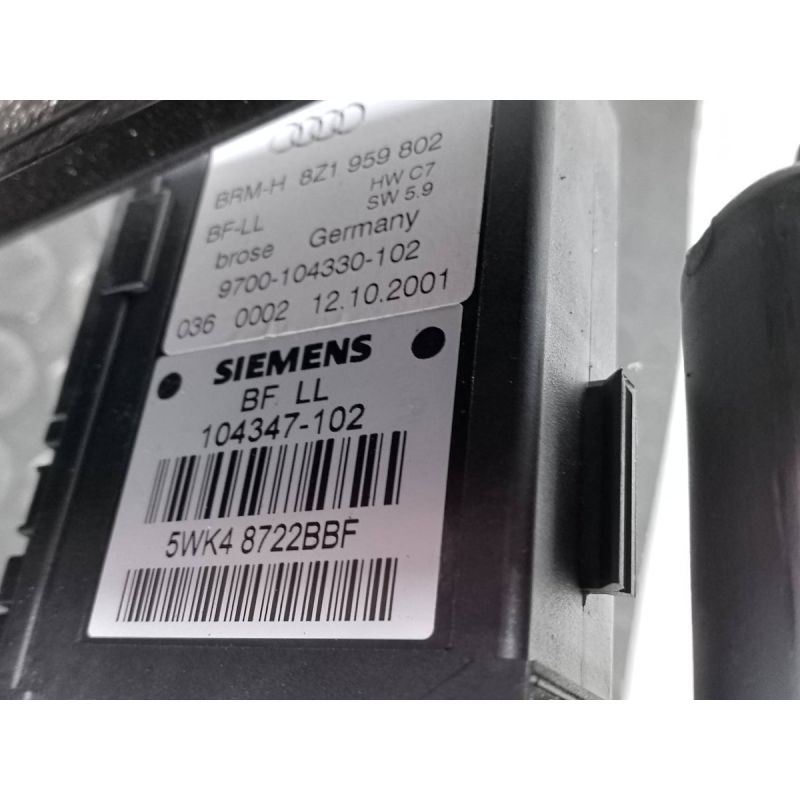 BRM-H 8Z1 959 802
HW C7
BF-LL SW 5.9
brose Germany
9700-104330-102
036 0002 12.10.2001
SIEMENS
BF LL
104347-102
5WK4 8722BBF